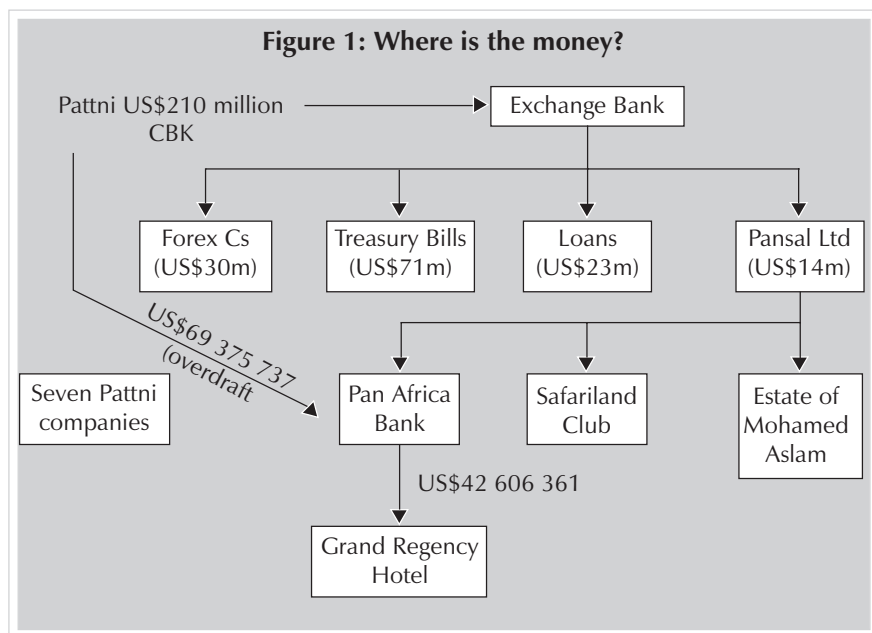 Figure 1: Where is the money?
Pattni US$210 million
CBK
Exchange Bank
Forex Cs
(US$30m)
Treasury Bills
(US$71m)
Loans
(US$23m)
Pansal Ltd
(US$14m)
US$69 375 737
(overdraft
Seven Pattni
companies
Pan Africa
Bank
Safariland
Club
Estate of
Mohamed
Aslam
US$42 606 361
Grand Regency
Hotel